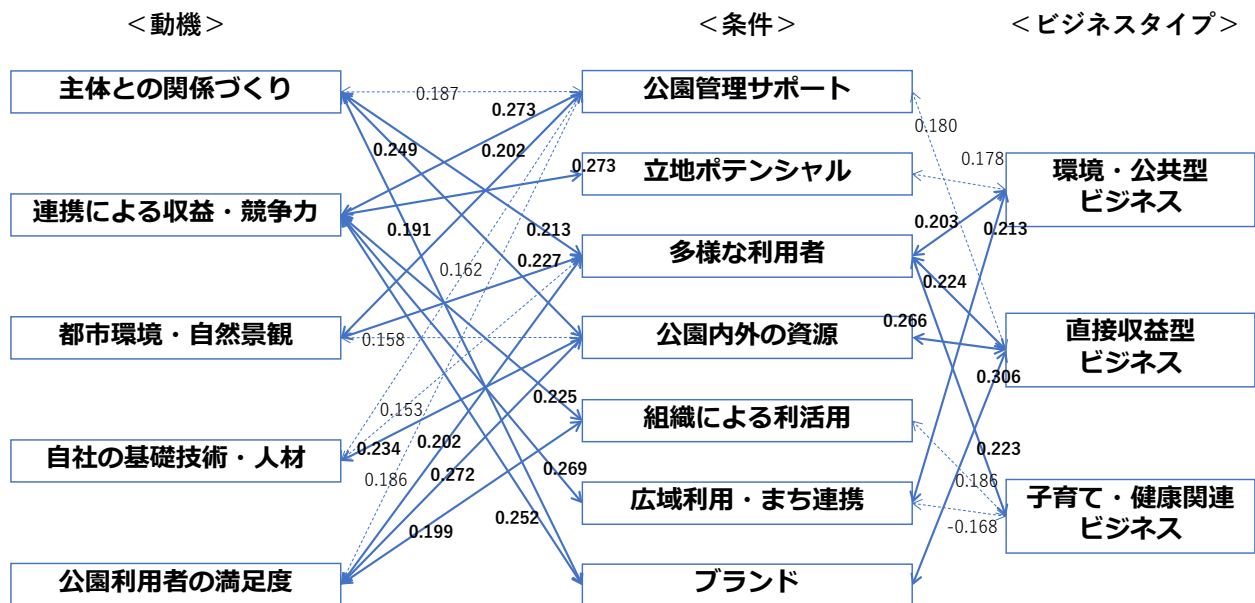 ＜動機＞
＜条件＞
＜ビジネスタイプ＞
主体との関係づくり
連携による収益・競争力
都市環境・自然景観
自社の基礎技術・人材
公園利用者の満足度
0.187
0.273
0.249
0.202
0.273
0.191
0.213
0.227
0.162
0.158
0.225
0.153
0.234
0.202
0.186
0.272
0.269
0.199
0.252
公園管理サポート
立地ポテンシャル
多様な利用者
公園内外の資源
組織による利活用
広域利用・まち連携
ブランド
0.180
0.178
0.203
0.213
0.224
0.266
0.306
0.223
0.186
-0.168
環境・公共型
ビジネス
直接収益型
ビジネス
子育て・健康関連
ビジネス